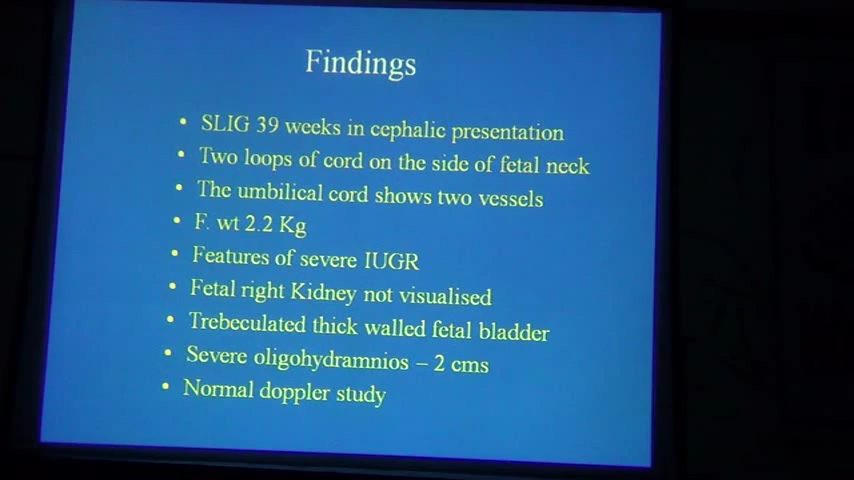 Findings
• SLIG 39 weeks in cephalic presentation
• Two loops of cord on the side of fetal neck
• The umbilical cord shows two vessels
• F. wt 2.2 Kg
• Features of severe IUGR
• Fetal right Kidney not visualised
• Trebeculated thick walled fetal bladder
• Severe oligohydramnios – 2 cms
• Normal doppler study